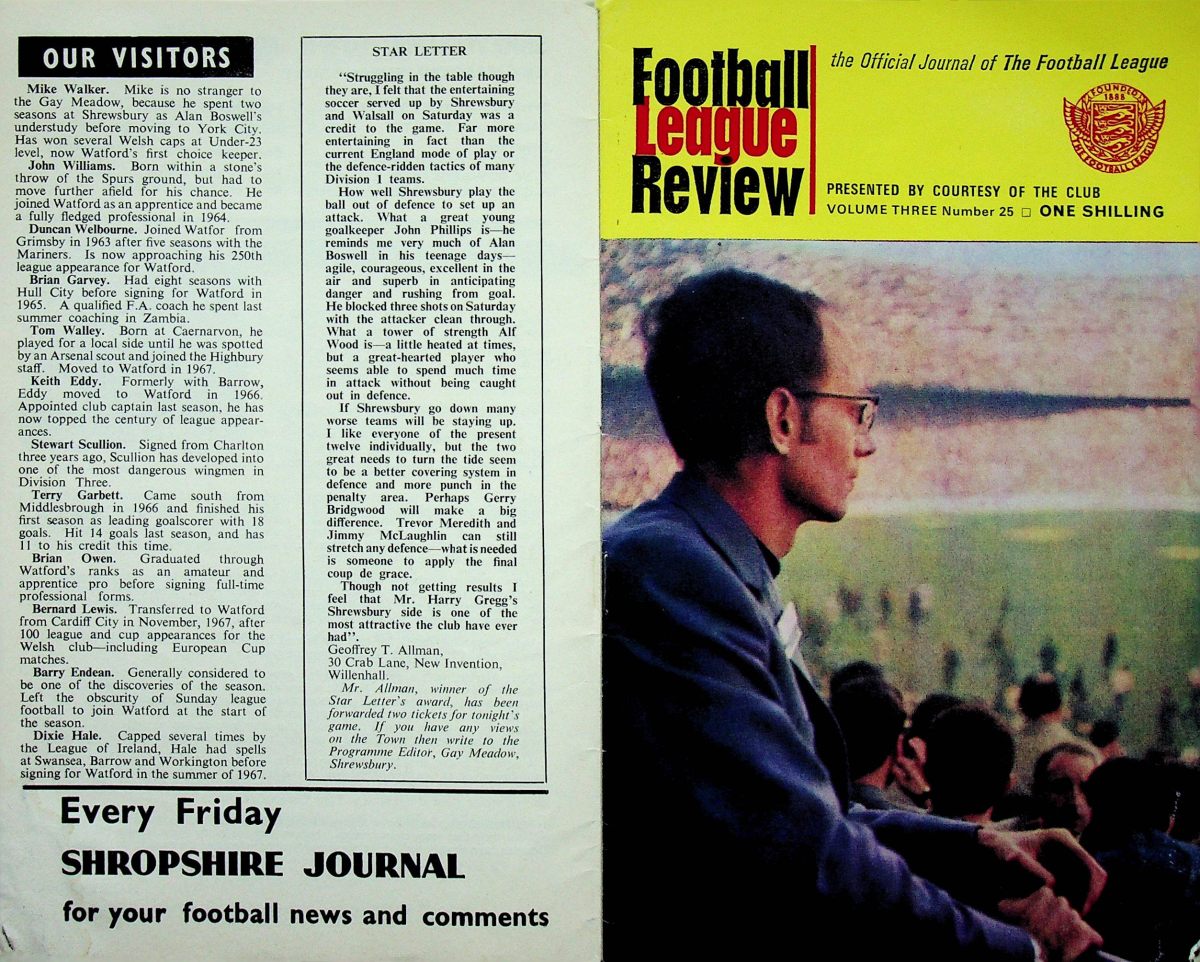 OUR VISITORS
Mike Walker. Mike is no stranger to
the Gay Meadow, because he spent two
seasons at Shrewsbury as Alan Boswell's
understudy before moving to York City.
Has won several Welsh caps at Under-23
level, now Watford's first choice keeper.
John Williams. Born within a stone's
throw of the Spurs ground, but had to
move further afield for his chance. He
joined Watford as an apprentice and became
a fully fledged professional in 1964.
Duncan Welbourne. Joined Watfor from
Grimsby in 1963 after five seasons with the
Mariners. Is now approaching his 250th
league appearance for Watford.
Brian Garvey. Had eight seasons with
Hull City before signing for Watford in
1965. A qualified F.A. coach he spent last
summer coaching in Zambia.
Tom Walley. Born at Caernarvon, he
played for a local side until he was spotted
by an Arsenal scout and joined the Highbury
staff. Moved to Watford in 1967.
Keith Eddy. Formerly with Barrow,
Eddy moved to Watford in 1966.
Appointed club captain last season, he has
now topped the century of league appear-
ances.
Stewart Scullion. Signed from Charlton
three years ago, Scullion has developed into
one of the most dangerous wingmen in
Division Three.
Terry Garbett. Came south from
Middlesbrough in 1966 and finished his
first season as leading goalscorer with 18
goals. Hit 14 goals last season, and has
11 to his credit this time.
Brian Owen. Graduated through
Watford's ranks as an amateur and
apprentice pro before signing full-time
professional forms.
Bernard Lewis. Transferred to Watford
from Cardiff City in November, 1967, after
100 league and cup appearances for the
Welsh club—including European Cup
matches.
Barry Endean. Generally considered to
be one of the discoveries of the season.
Left the obscurity of Sunday league
football to join Watford at the start of
the season.
Dixie Hale. Capped several times by
the League of Ireland, Hale had spells
at Swansea, Barrow and Workington before
signing for Watford in the summer of 1967.
STAR LETTER
"Struggling in the table though
they are, I felt that the entertaining
soccer served up by Shrewsbury
and Walsall on Saturday was a
credit to the game. Far more
entertaining in fact than the
current England mode of play or
the defence-ridden tactics of many
Division 1 teams.
How well Shrewsbury play the
ball out of defence to set up an
attack. What a great young
goalkeeper John Phillips is—he
reminds me very much of Alan
Boswell in his teenage days—
agile, courageous, excellent in the
air and superb in anticipating
danger and rushing from goal.
He blocked three shots on Saturday
with the attacker clean through.
What a tower of strength Alf
Wood is—a little heated at times,
but a great-hearted player who
seems able to spend much time
in attack without being caught
out in defence.
If Shrewsbury go down many
worse teams will be staying up.
I like everyone of the present
twelve individually, but the two
great needs to turn the tide seem
to be a better covering system in
defence and more punch in the
penalty area. Perhaps Gerry
Bridgwood will make a big
difference. Trevor Meredith and
Jimmy McLaughlin can still
stretch any defence—what is needed
is someone to apply the final
coup de grace.
Though not getting results I
feel that Mr. Harry Gregg's
Shrewsbury side is one of the
most attractive the club have ever
had".
Geoffrey T. Allman,
30 Crab Lane, New Invention,
Willenhall.
Mr. Allman, winner of the
Star Letter's award, has been
forwarded two tickets for tonight's
game. If you have any views
on the Town then write to the
Programme Editor, Gay Meadow,
Shrewsbury.
Every Friday
SHROPSHIRE JOURNAL
for your football news and comments
Football
League
Review
the Official Journal of The Football League
FOUNDED
1888
THE FOOTBALL LEAGUE
PRESENTED BY COURTESY OF THE CLUB
VOLUME THREE Number 25 □ ONE SHILLING